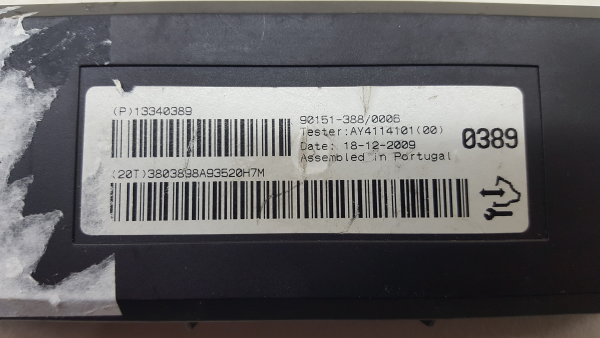 (P)13340389
90151-388/0006
Tester:AY4114101(00)
Date: 18-12-2009
Assembled in Portugal
0389
(20T)3803898A93520H7M